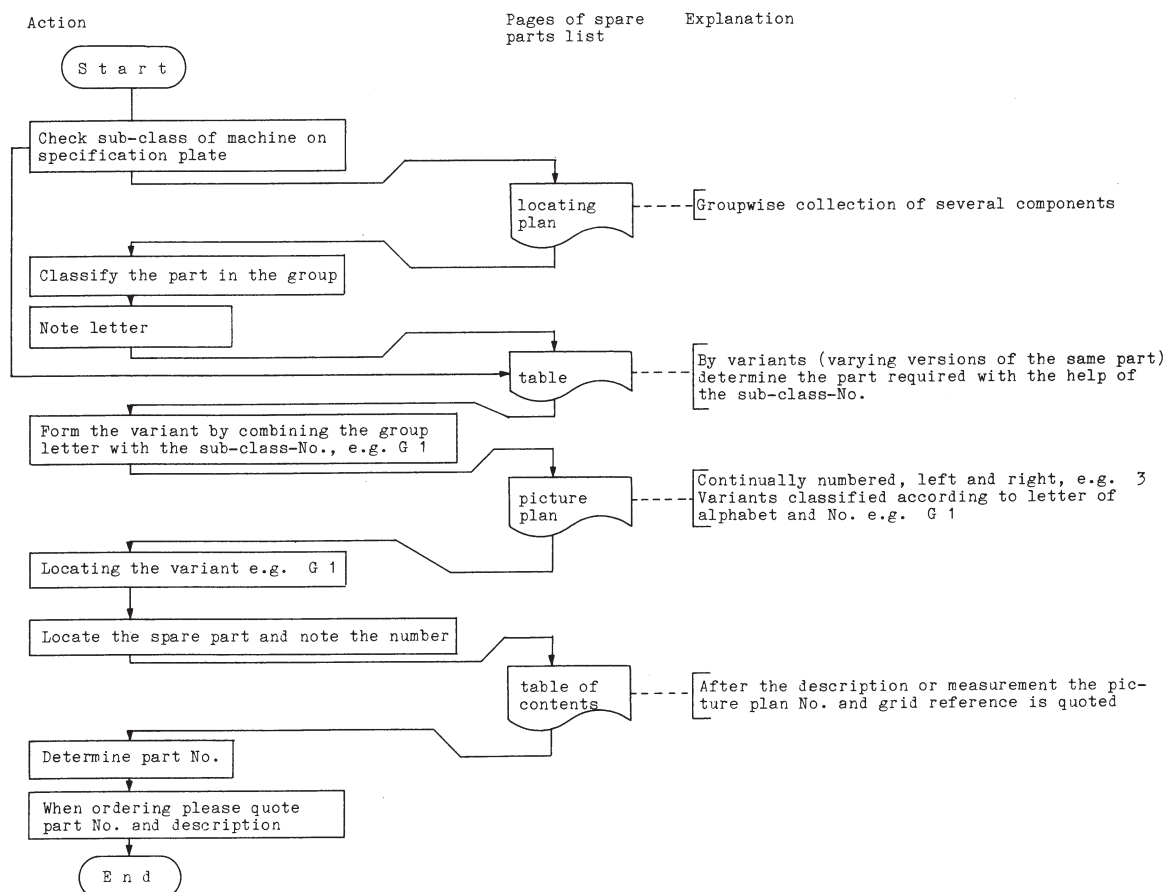 Action
Pages of spare
parts list
Explanation
S t a r t
Check sub-class of machine on
specification plate
locating
plan
Groupwise collection of several components
Classify the part in the group
Note letter
table
By variants (varying versions of the same part)
determine the part required with the help of
the sub-class-No.
Form the variant by combining the group
letter with the sub-class-No., e.g. G 1
picture
plan
Continually numbered, left and right, e.g. 3
Variants classified according to letter of
alphabet and No. e.g. G 1
Locating the variant e.g. G 1
Locate the spare part and note the number
table of
contents
After the description or measurement the pic-
ture plan No. and grid reference is quoted
Determine part No.
When ordering please quote
part No. and description
E n d